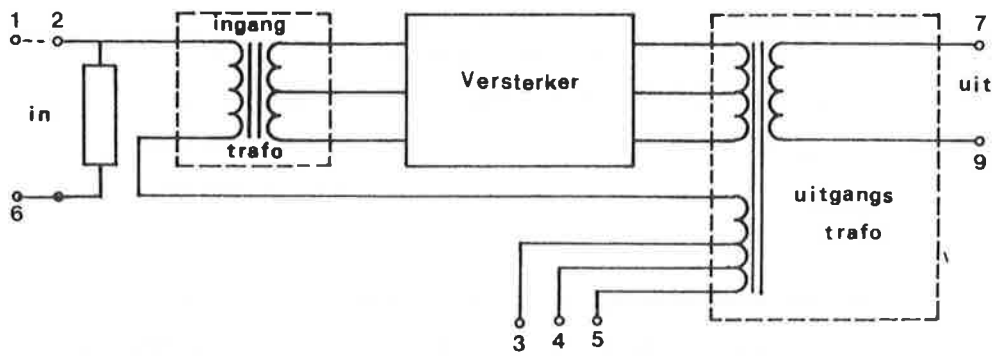 1 2
ingang
trafo
in
6
Versterker
7
uit
9
uitgangs
trafo
3 4 5